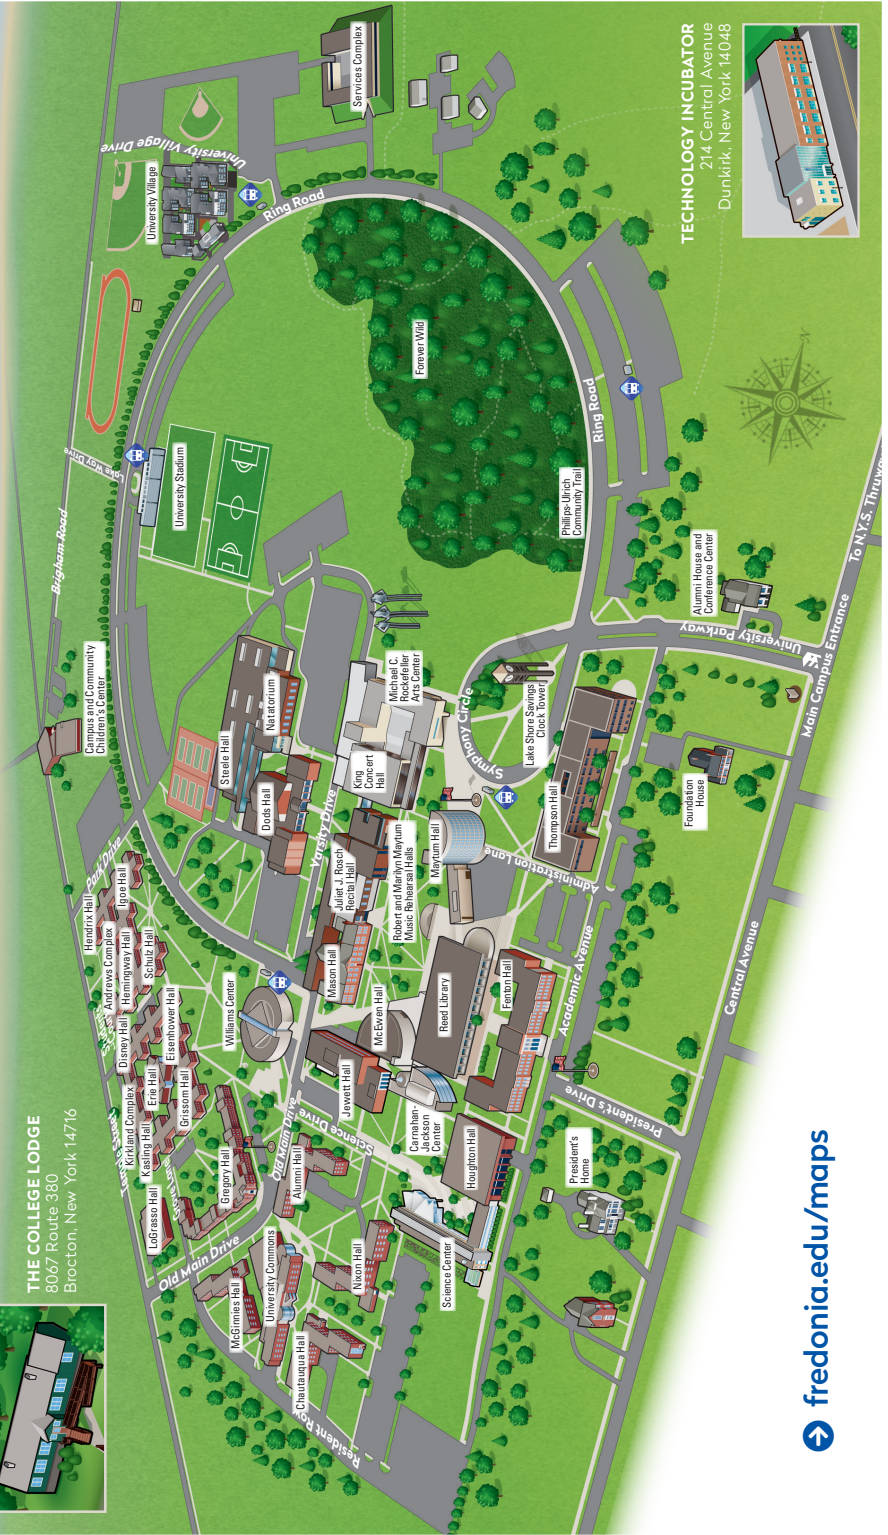 THE COLLEGE LODGE
8067 Route 380
Brocton, New York 14716
TECHNOLOGY INCUBATOR
214 Central Avenue
Dunkirk, New York 14048
Brigham Road
Lake Way Drive
University Village Drive
University Village
Services Complex
Ring Road
University Stadium
Forever Wild
Phillips-Ulrich
Community Trail
Ring Road
Campus and Community
Children's Center
Park Drive
Hendrix Hall
Igoe Hall
Andrews Complex
Hemingway Hall
Schulz Hall
Disney Hall
Eisenhower Hall
Kirkland Complex
Erie Hall
Kasling Hall
Grissom Hall
LoGrasso Hall
Gregory Hall
Williams Center
Old Main Drive
Old Main Drive
Alumni Hall
University Commons
McGinnies Hall
Chautauqua Hall
Nixon Hall
Resident Row
Science Drive
Steele Hall
Natatorium
Dods Hall
Varsity Drive
King
Concert
Hall
Michael C.
Rockefeller
Arts Center
Juliet J. Rosch
Recital Hall
Robert and Marilyn Maytum
Music Rehearsal Halls
Mason Hall
Maytum Hall
McEwen Hall
Reed Library
Jewett Hall
Carnahan-
Jackson
Center
Fenton Hall
Houghton Hall
Science Center
Symphony Circle
Lake Shore Savings
Clock Tower
Thompson Hall
Administration Lane
Academic Avenue
President's Drive
President's
Home
Foundation
House
Alumni House and
Conference Center
University Parkway
Main Campus Entrance
To N.Y.S. Thruway
Central Avenue
N
fredonia.edu/maps